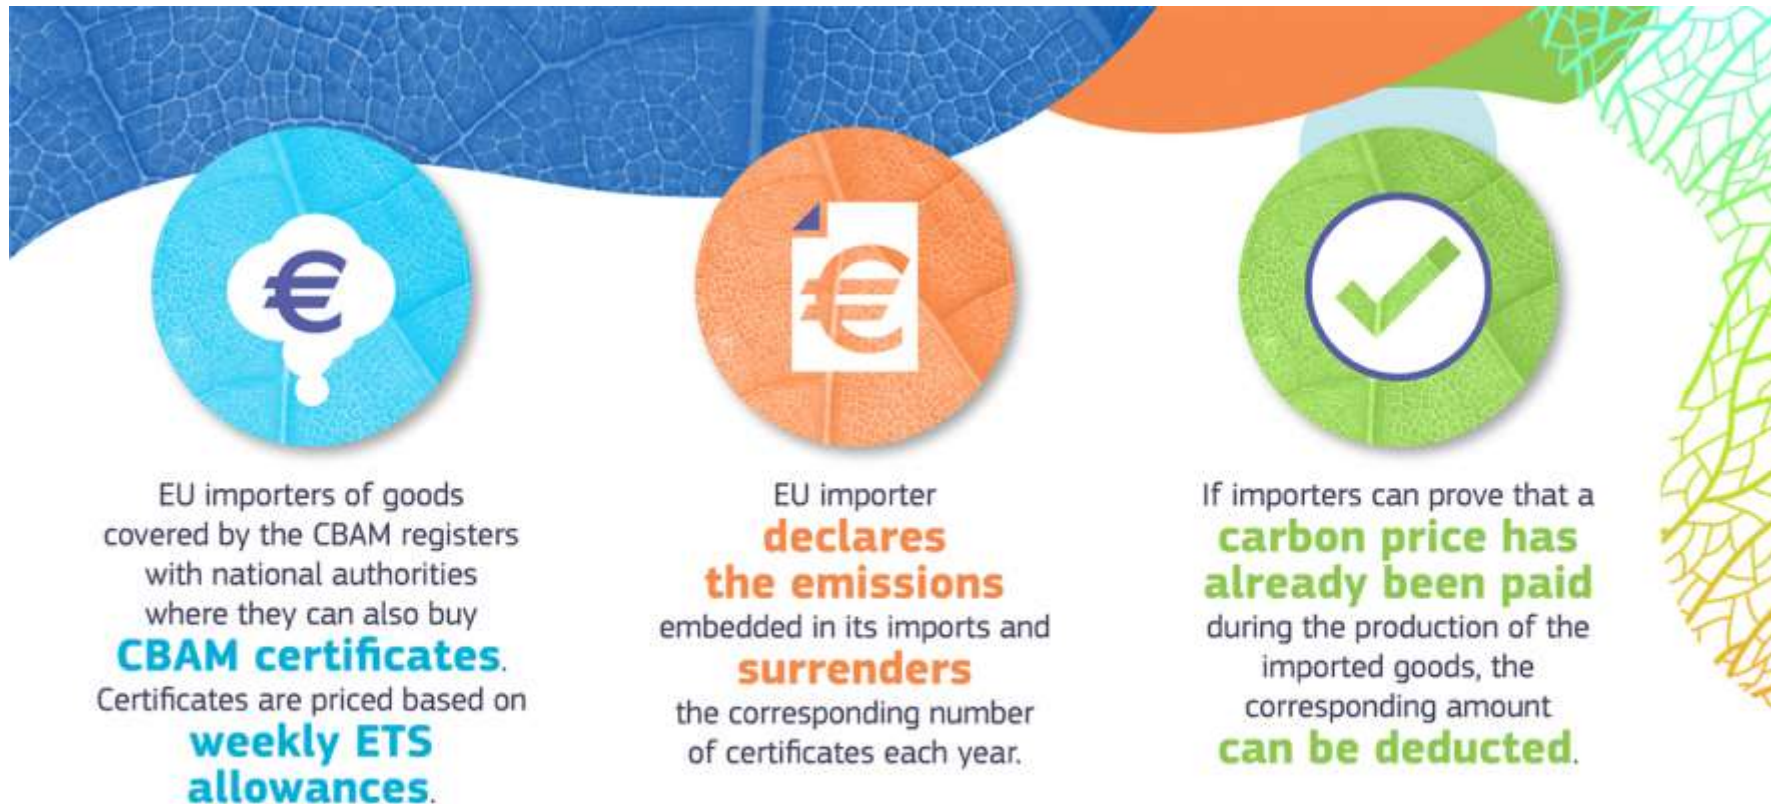 EU importers of goods
covered by the CBAM registers
with national authorities
where they can also buy
CBAM certificates.
Certificates are priced based on
weekly ETS
allowances.
EU importer
declares
the emissions
embedded in its imports and
surrenders
the corresponding number
of certificates each year.
If importers can prove that a
carbon price has
already been paid
during the production of the
imported goods, the
corresponding amount
can be deducted.